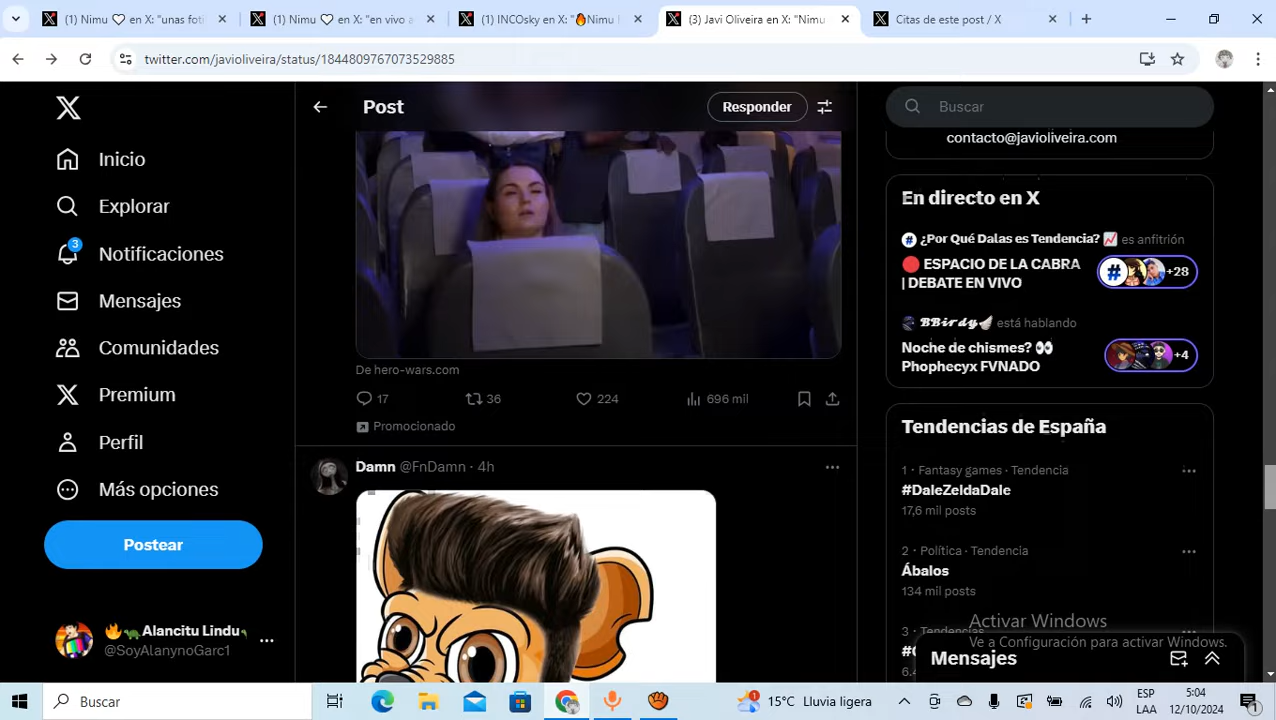 (1) Nimu ♡ en X: "unas fot
(1) Nimu ♡ en X: "en vivo a
(1) INCOsky en X: "🔥Nimu
(3) Javi Oliveira en X: "Nimu
Citas de este post / X
twitter.com/javioliveira/status/1844809767073529885
Post
Responder
Buscar
contacto@javioliveira.com
Inicio
Explorar
3
Notificaciones
Mensajes
Comunidades
Premium
Perfil
Más opciones
Postear
🔥🐢Alancitu Lindu
@SoyAlanynoGarc1
De hero-wars.com
17
36
224
696 mil
Promocionado
Damn @FnDamn · 4h
En directo en X
# ¿Por Qué Dalas es Tendencia? 📈 es anfitrión
🔴 ESPACIO DE LA CABRA
| DEBATE EN VIVO
# +28
𝓑𝓑𝓲𝓻𝓭𝔂🕊 está hablando
Noche de chismes? 👀
Phophecyx FVNADO
+4
Tendencias de España
1 · Fantasy games · Tendencia
#DaleZeldaDale
17,6 mil posts
2 · Política · Tendencia
Ábalos
134 mil posts
3 · Tendencias
Activar Windows
Ve a Configuración para activar Windows.
Mensajes
Buscar
1
15°C Lluvia ligera
ESP
LAA
5:04
12/10/2024
1